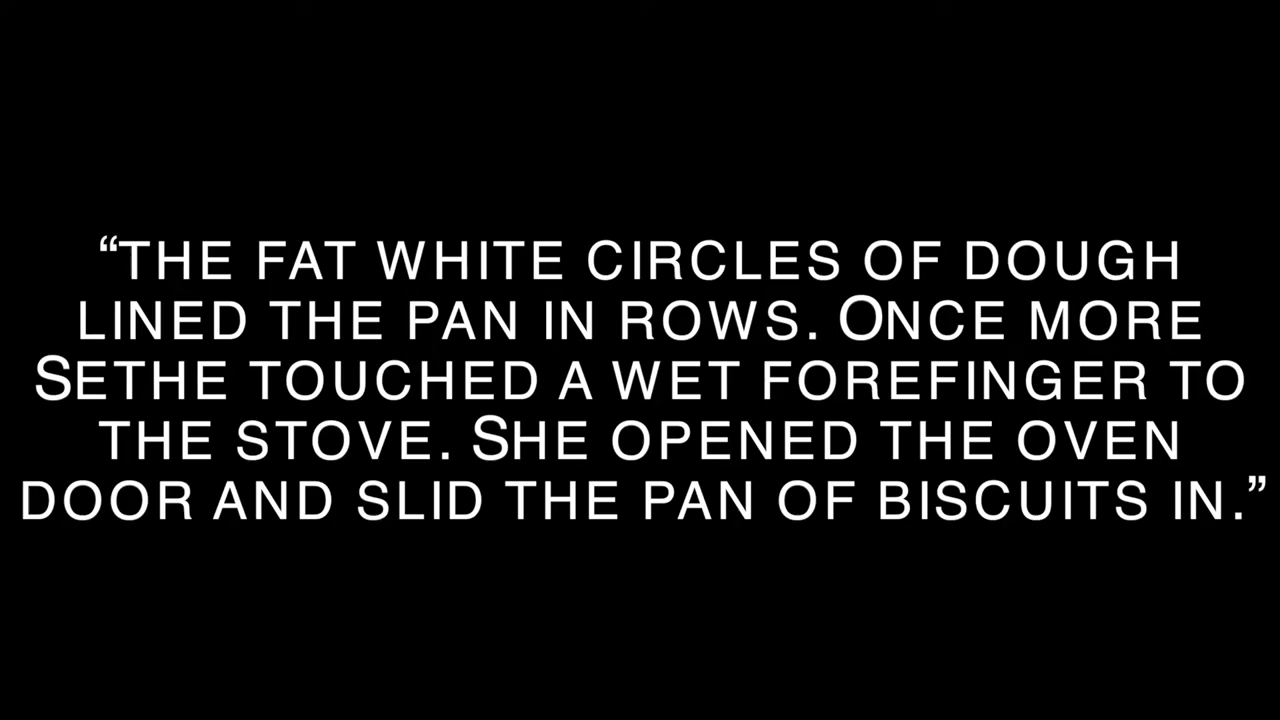 “THE FAT WHITE CIRCLES OF DOUGH
LINED THE PAN IN ROWS. ONCE MORE
SETHE TOUCHED A WET FOREFINGER TO
THE STOVE. SHE OPENED THE OVEN
DOOR AND SLID THE PAN OF BISCUITS IN.”